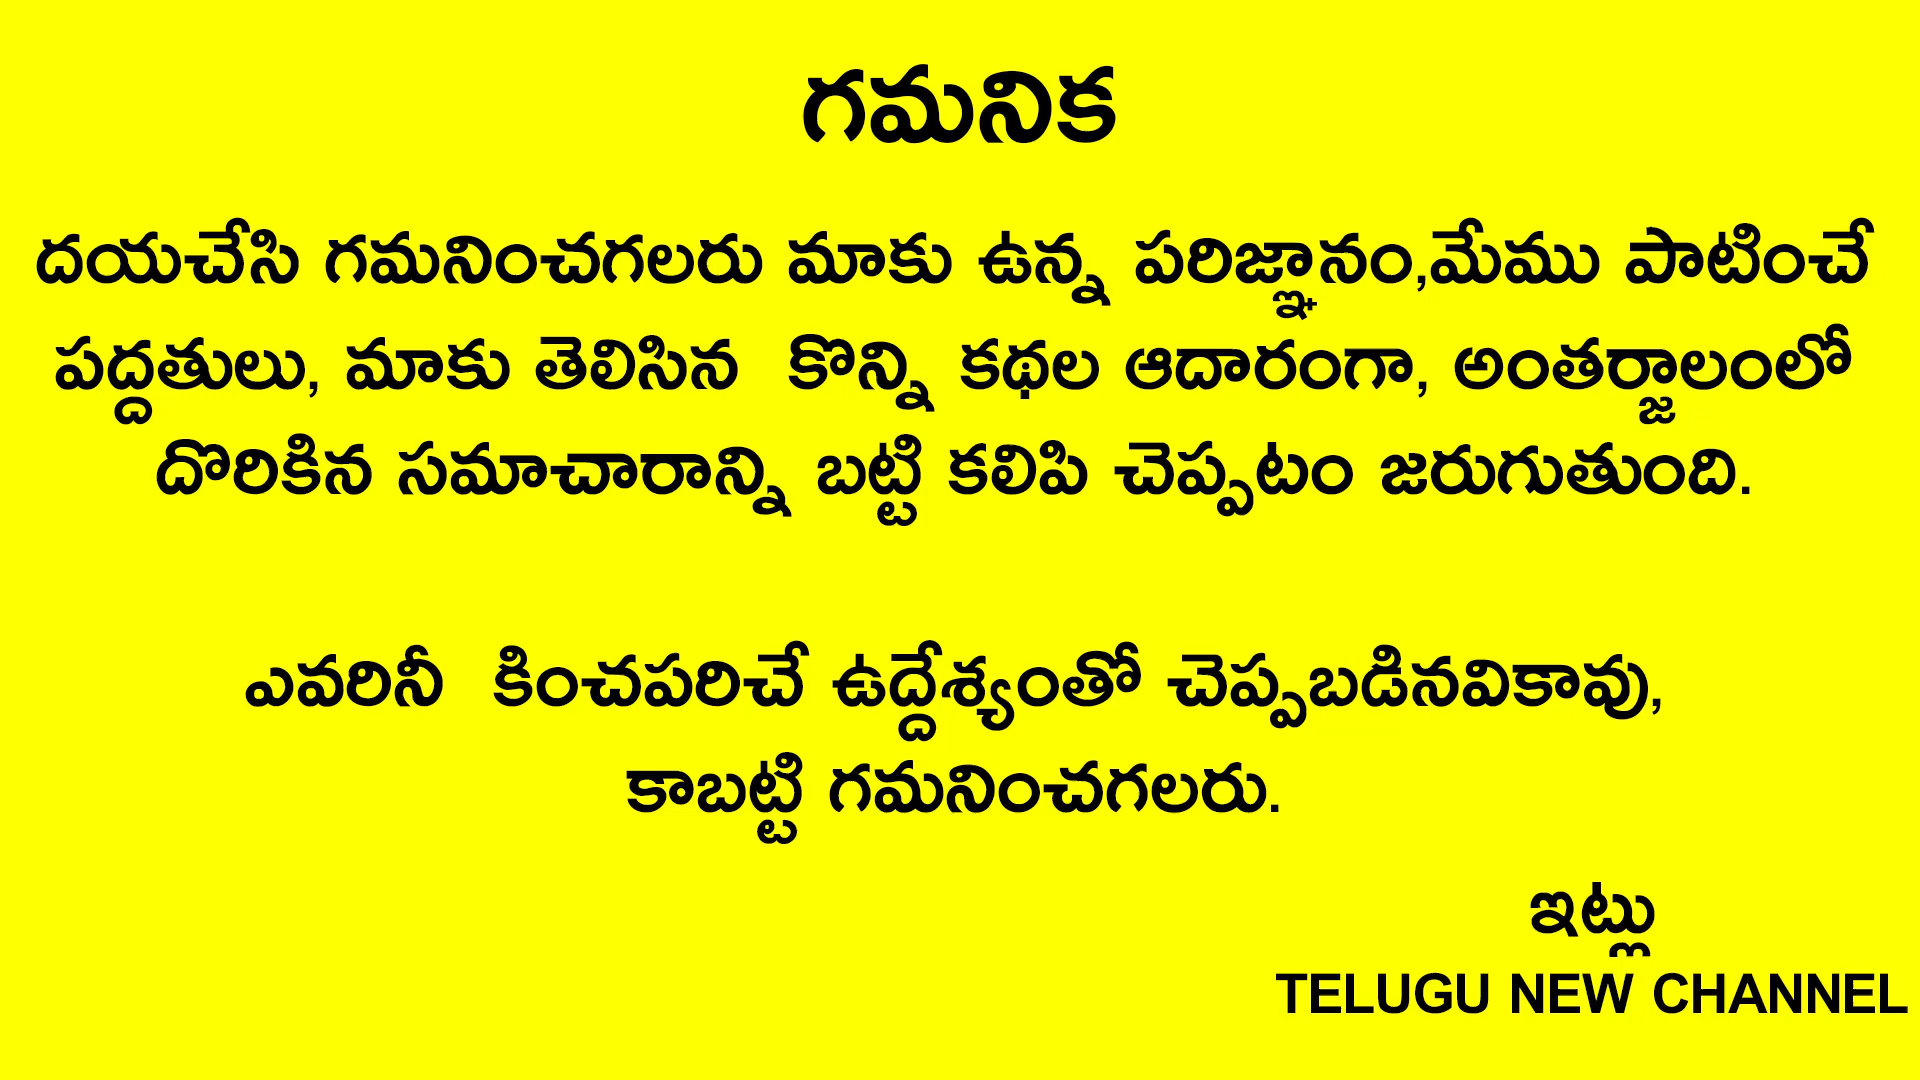 గమనిక
దయచేసి గమనించగలరు మాకు ఉన్న పరిజ్ఞానం,మేము పాటించే
పద్దతులు, మాకు తెలిసిన కొన్ని కథల ఆదారంగా, అంతర్జాలంలో
దొరికిన సమాచారాన్ని బట్టి కలిపి చెప్పటం జరుగుతుంది.
ఎవరినీ కించపరిచే ఉద్దేశ్యంతో చెప్పబడినవికావు,
కాబట్టి గమనించగలరు.
ఇట్లు
TELUGU NEW CHANNEL